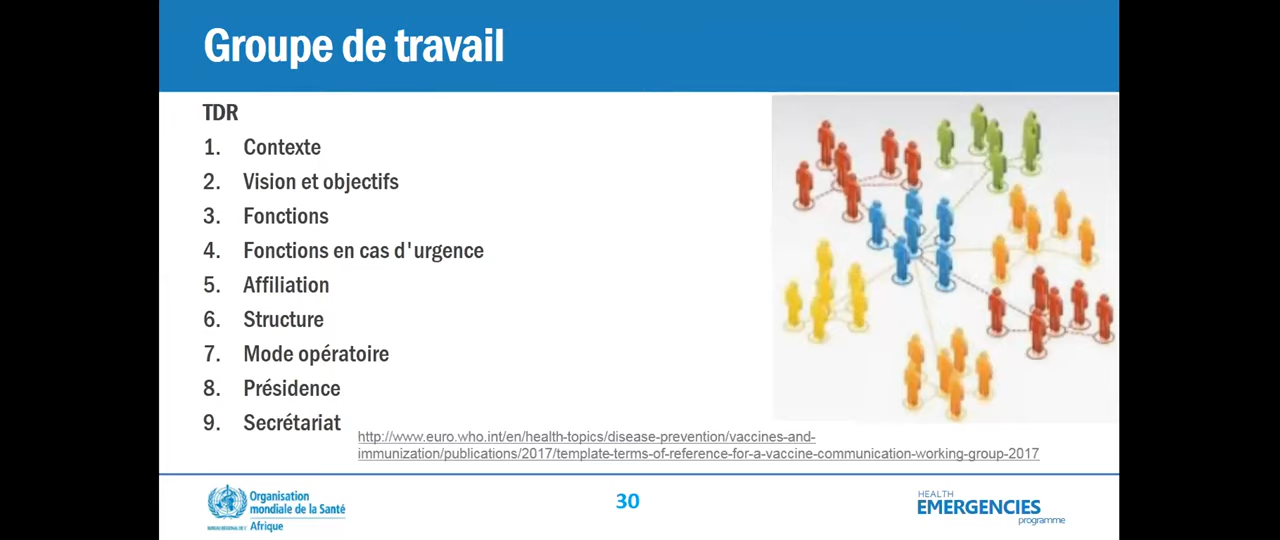 Groupe de travail
TDR
1. Contexte
2. Vision et objectifs
3. Fonctions
4. Fonctions en cas d'urgence
5. Affiliation
6. Structure
7. Mode opératoire
8. Présidence
9. Secrétariat
http://www.euro.who.int/en/health-topics/disease-prevention/vaccines-and-
immunization/publications/2017/template-terms-of-reference-for-a-vaccine-communication-working-group-2017
Organisation
mondiale de la Santé
Afrique
30
HEALTH
EMERGENCIES
programme